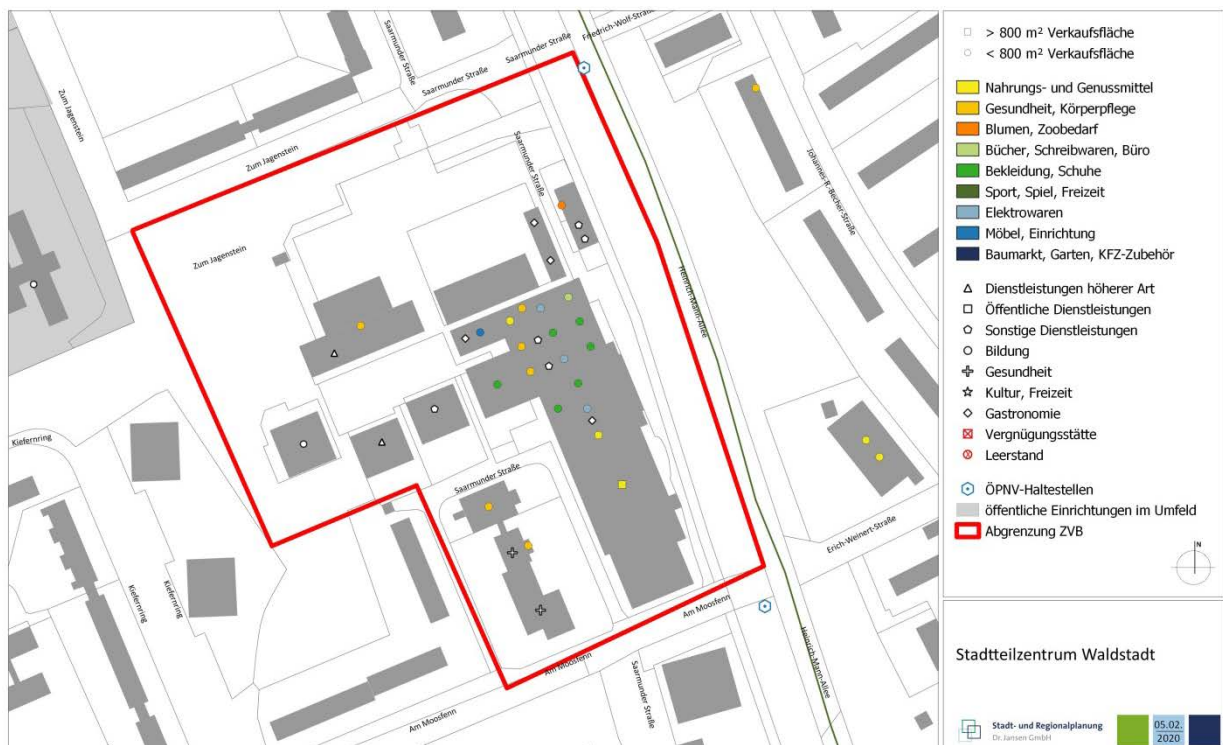 Friedrich-Wolf-Straße
Saarmunder Straße
Saarmunder Straße
Saarmunder Straße
Zum Jagenstein
Zum Jagenstein
Saarmunder Straße
Johannes-R.-Becher-Straße
Zum Jagenstein
Heinrich-Mann-Allee
Kiefernring
Saarmunder Straße
Erich-Weinert-Straße
Kiefernring
Kiefernring
Am Moosfenn
Am Moosfenn
Heinrich-Mann-Allee
Saarmunder Straße
Am Moosfenn
> 800 m² Verkaufsfläche
< 800 m² Verkaufsfläche
Nahrungs- und Genussmittel
Gesundheit, Körperpflege
Blumen, Zoobedarf
Bücher, Schreibwaren, Büro
Bekleidung, Schuhe
Sport, Spiel, Freizeit
Elektrowaren
Möbel, Einrichtung
Baumarkt, Garten, KFZ-Zubehör
Dienstleistungen höherer Art
Öffentliche Dienstleistungen
Sonstige Dienstleistungen
Bildung
Gesundheit
Kultur, Freizeit
Gastronomie
Vergnügungsstätte
Leerstand
ÖPNV-Haltestellen
öffentliche Einrichtungen im Umfeld
Abgrenzung ZVB
N
Stadtteilzentrum Waldstadt
Stadt- und Regionalplanung
Dr. Jansen GmbH
05.02.
2020